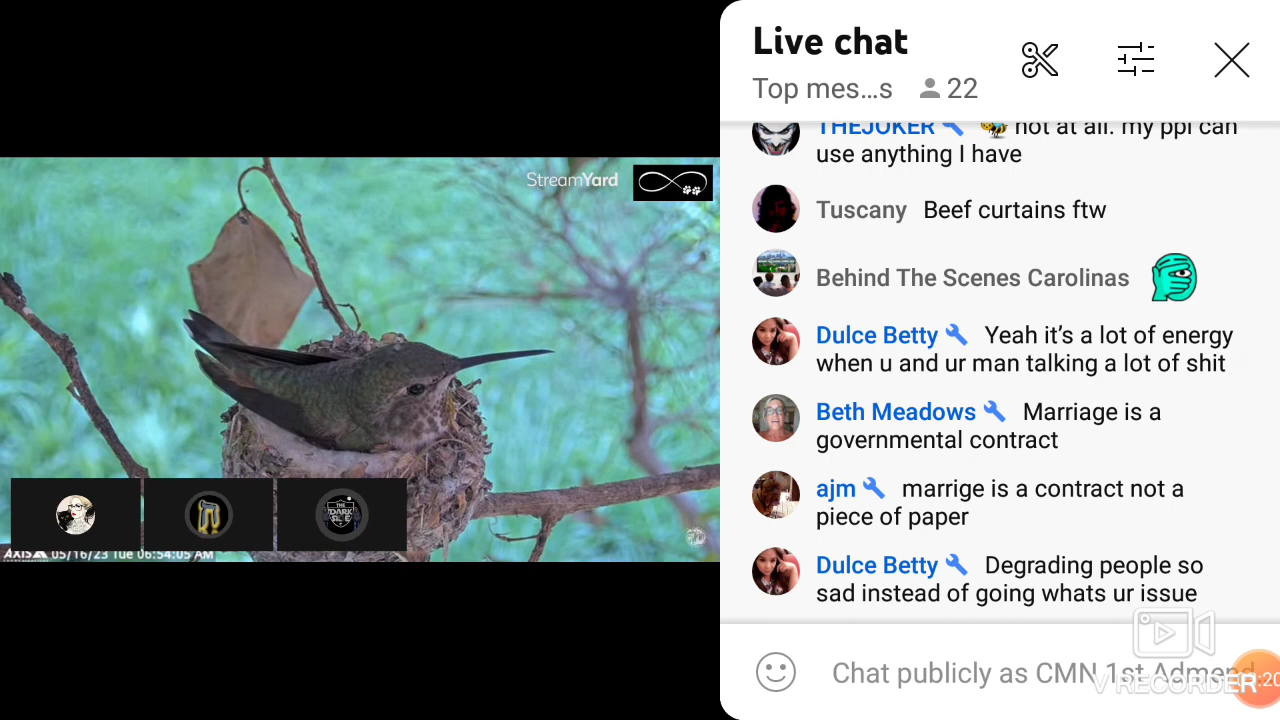 Live chat
Top mes...s 22
THEJOKER not at all. my ppl can
use anything I have
Tuscany Beef curtains ftw
Behind The Scenes Carolinas
Dulce Betty Yeah it's a lot of energy
when u and ur man talking a lot of shit
Beth Meadows Marriage is a
governmental contract
ajm marrige is a contract not a
piece of paper
Dulce Betty Degrading people so
sad instead of going whats ur issue
Chat publicly as CMN 1st Admend...
V RECORDER
:20
StreamYard
THE
DARK
AXIS 05/16/23 Tue 06:54:05 AM